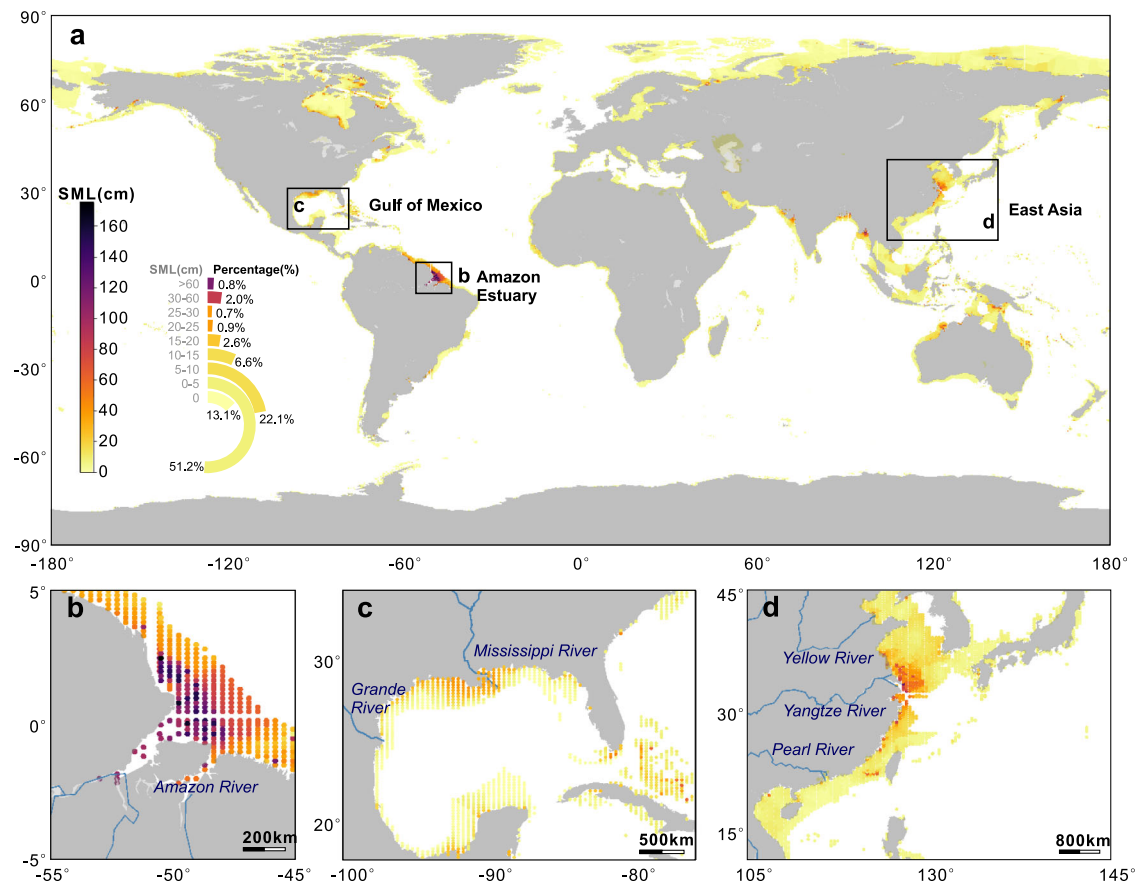 90°
a
60°
30°
SML(cm)
160
140
120
100
80
60
40
20
0
c
Gulf of Mexico
d
East Asia
b
Amazon
Estuary
SML(cm) Percentage(%)
>60 0.8%
30-60 2.0%
25-30 0.7%
20-25 0.9%
15-20 2.6%
10-15 6.6%
5-10 22.1%
0-5 51.2%
0 13.1%
0°
-30°
-60°
-90°
-180° -120° -60° 0° 60° 120° 180°
b
5°
0°
-5°
Amazon River
200km
-55 -50° -45°
c
30°
20°
Mississippi River
Grande
River
500km
-100° -90° -80°
d
45°
30°
15°
Yellow River
Yangtze River
Pearl River
800km
105° 131° 145°